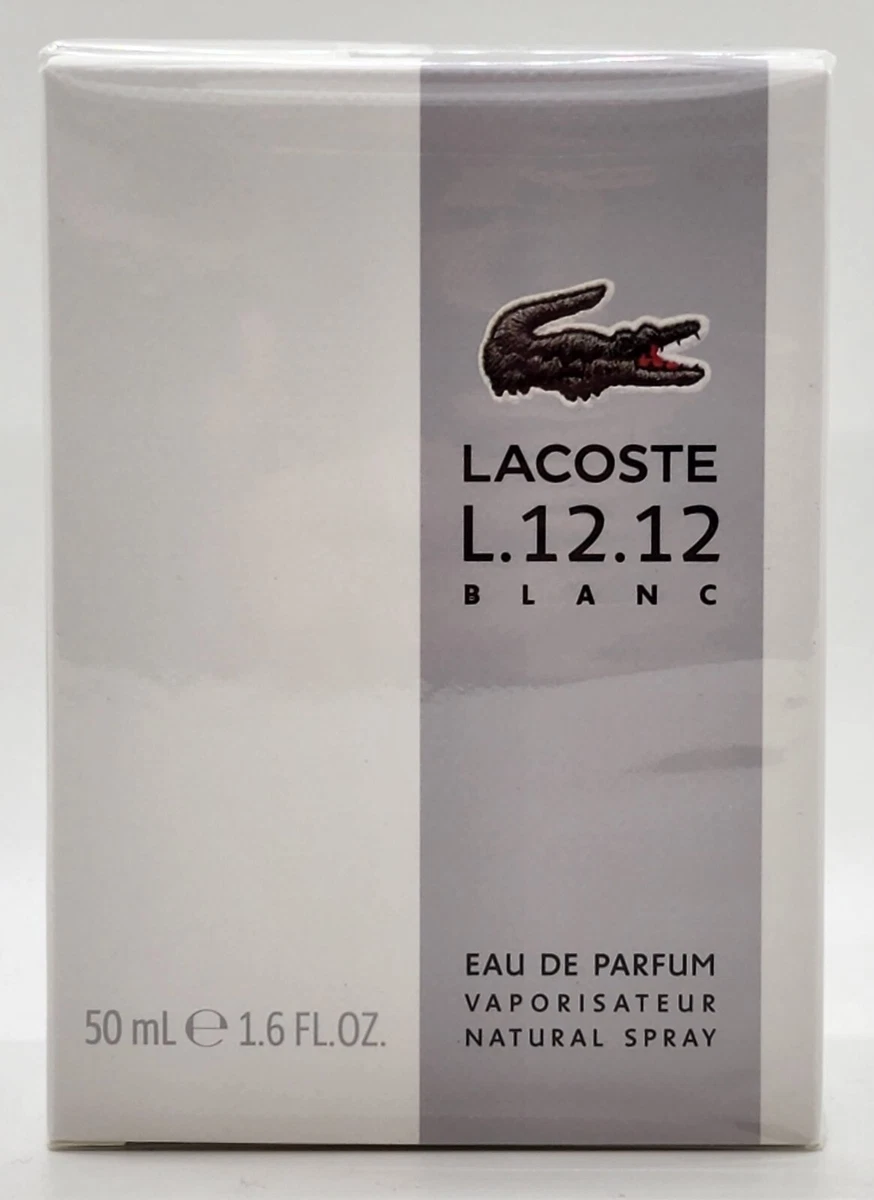 LACOSTE
L.12.12
BLANC
EAU DE PARFUM
VAPORISATEUR
NATURAL SPRAY
50 mL ℮ 1.6 FL.OZ.